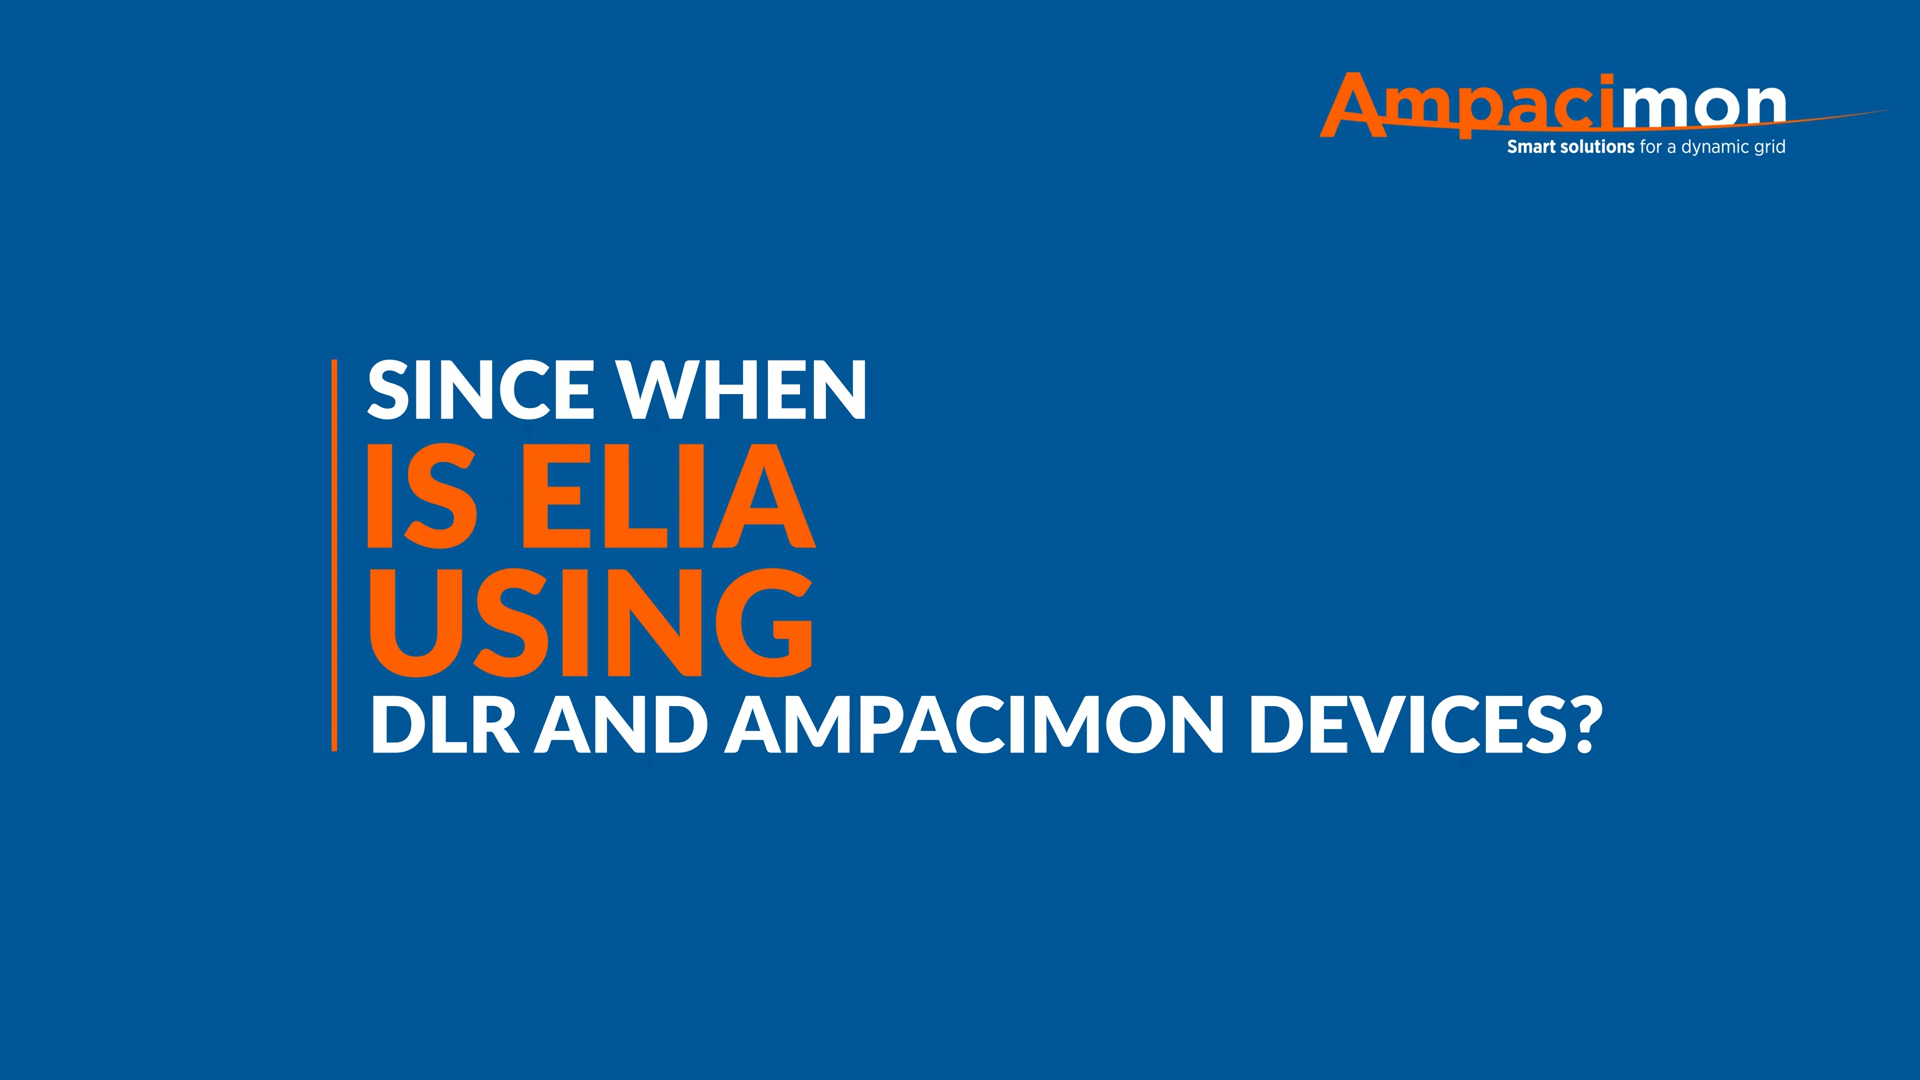 Ampacimon
Smart solutions for a dynamic grid
SINCE WHEN
IS ELIA
USING
DLR AND AMPACIMON DEVICES?